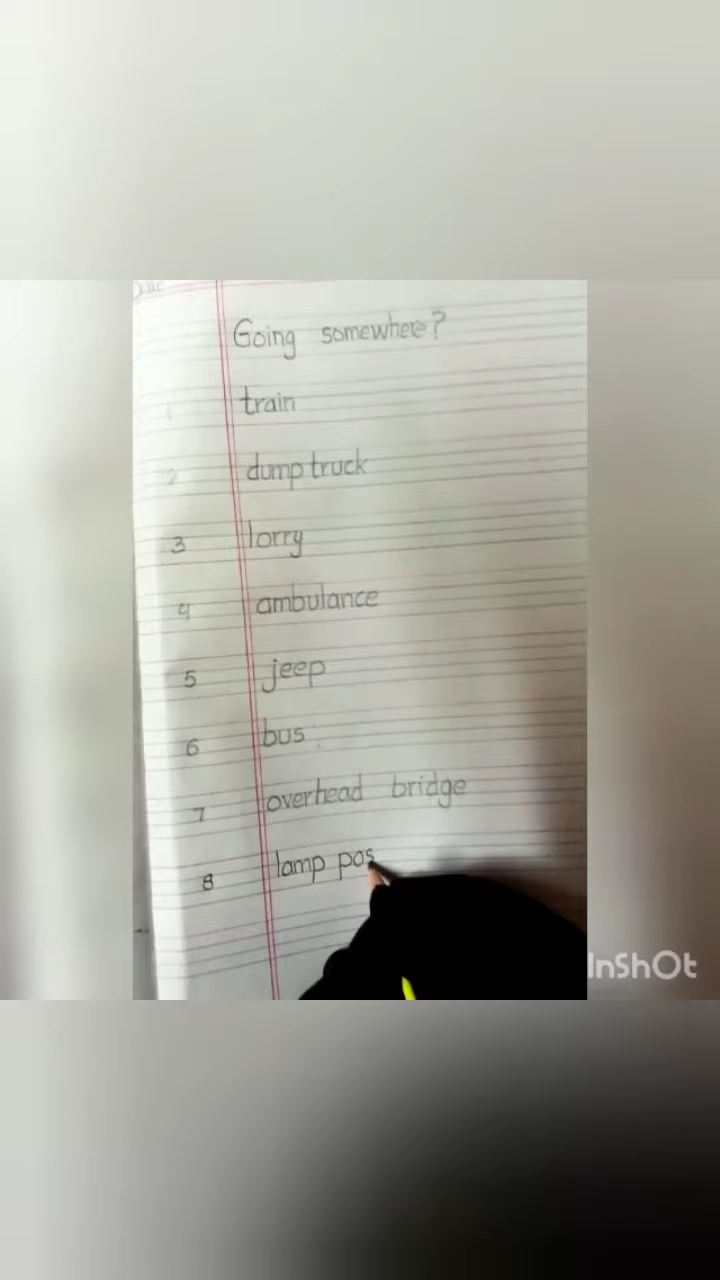 Going somewhere?
1 train
2 dump truck
3 lorry
4 ambulance
5 jeep
6 bus
7 overhead bridge
8 lamp pos
InShOt